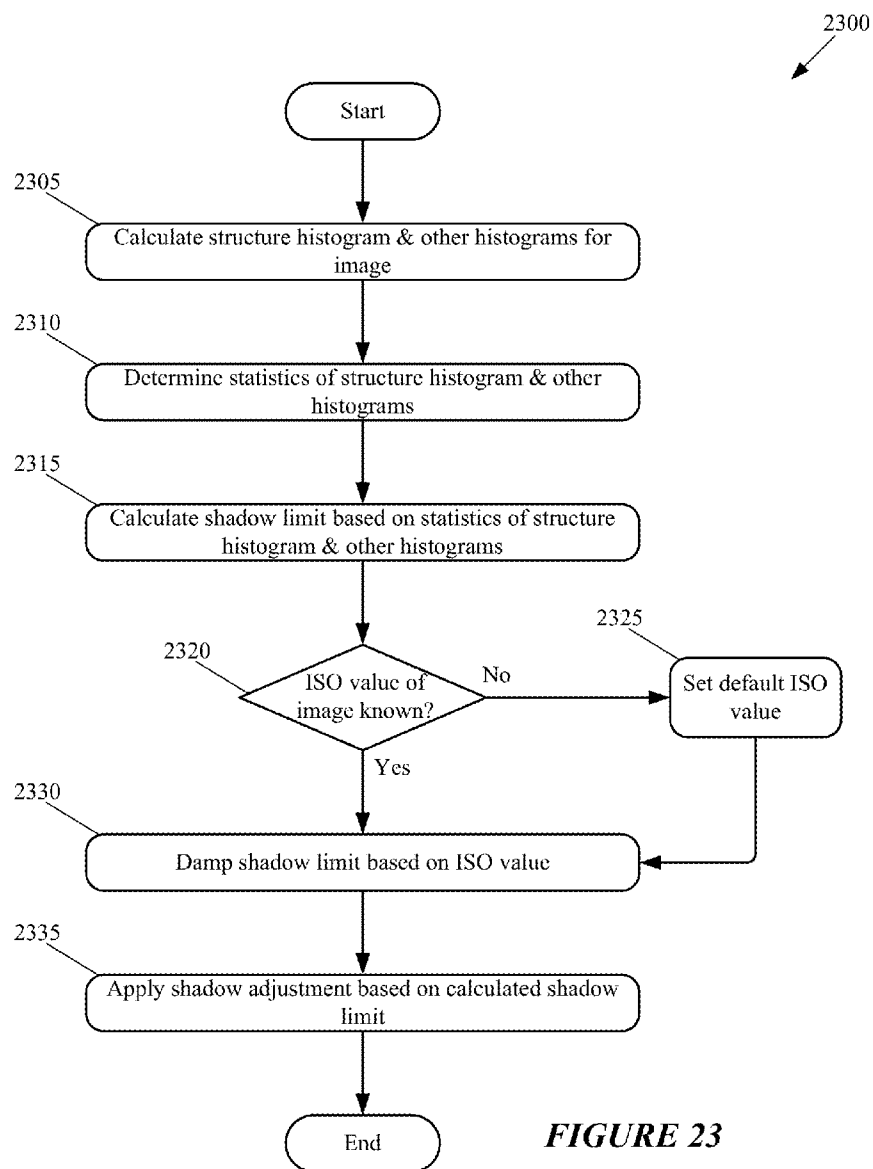 2300
Start
2305
Calculate structure histogram & other histograms for
image
2310
Determine statistics of structure histogram & other
histograms
2315
Calculate shadow limit based on statistics of structure
histogram & other histograms
2320
ISO value of
image known?
No
2325
Set default ISO
value
Yes
2330
Damp shadow limit based on ISO value
2335
Apply shadow adjustment based on calculated shadow
limit
End
FIGURE 23